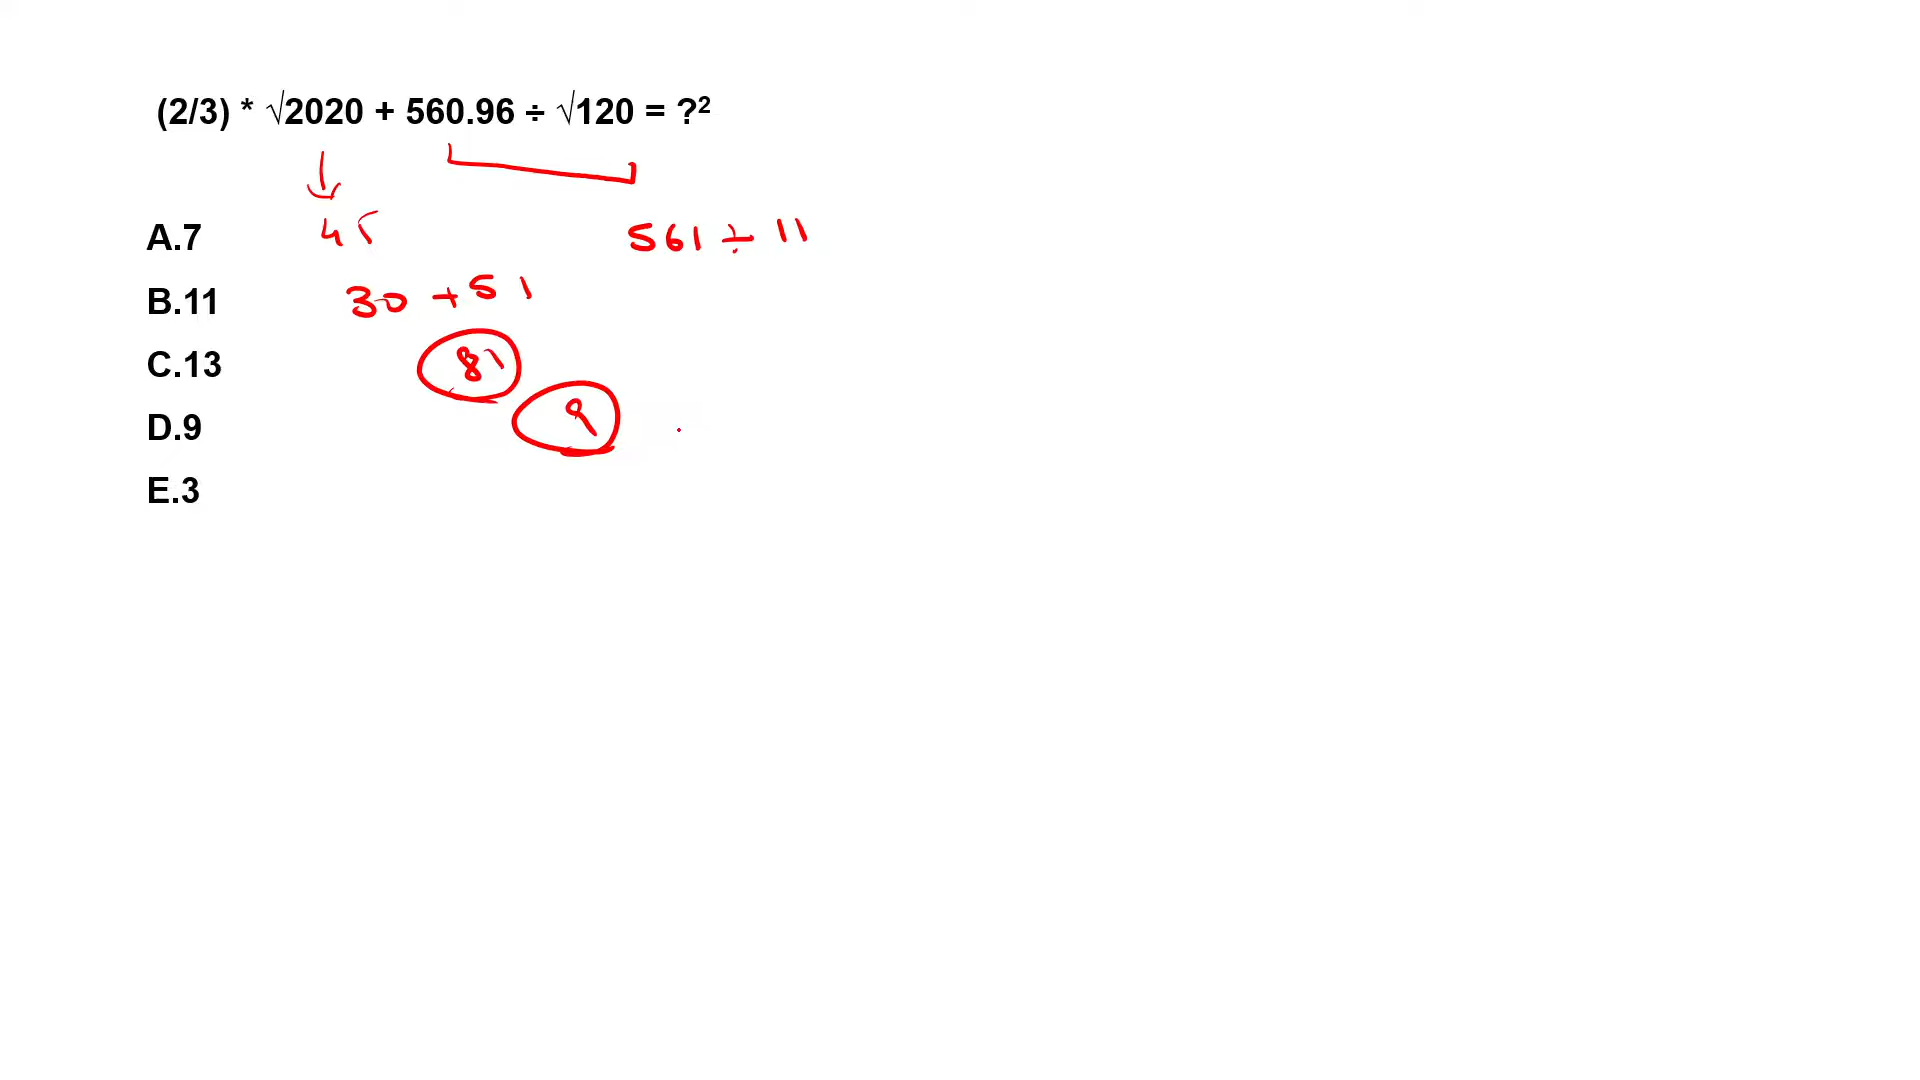 (2/3) * √2020 + 560.96 ÷ √120 = ?²
A.7
45
561 ÷ 11
B.11
30 + 51
C.13
81
D.9
9
E.3